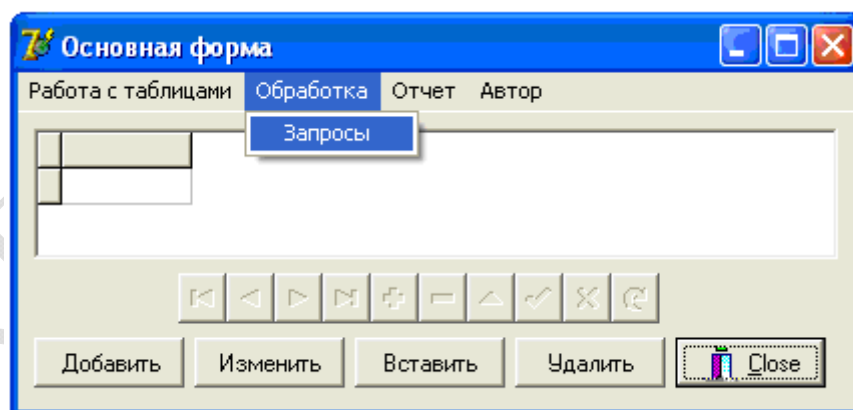 Основная форма
Работа с таблицами Обработка Отчет Автор
Запросы
Добавить Изменить Вставить Удалить Close